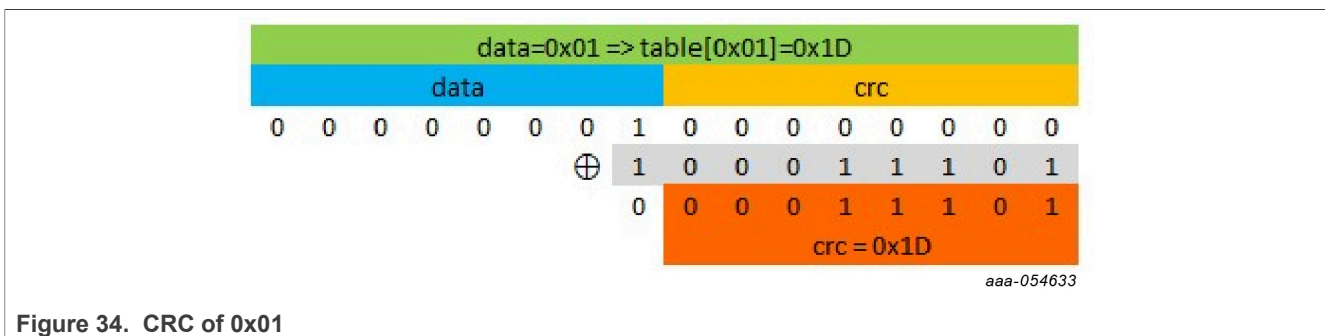 data=0x01 => table[0x01]=0x1D
data crc
0 0 0 0 0 0 0 1 0 0 0 0 0 0 0 0
⊕ 1 0 0 0 1 1 1 0 1
0 0 0 0 1 1 1 0 1
crc = 0x1D
aaa-054633
Figure 34. CRC of 0x01